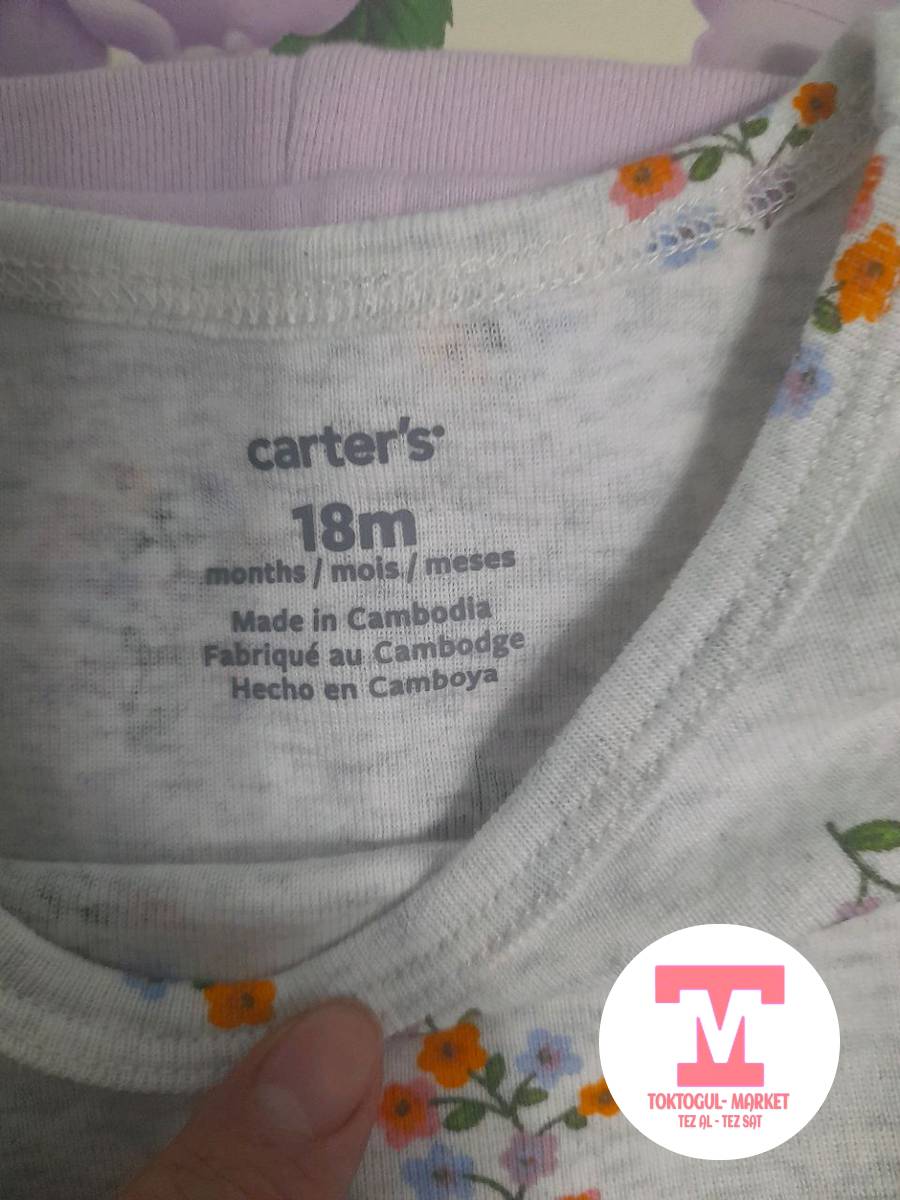 carter's
18m
months / mois / meses
Made in Cambodia
Fabriqué au Cambodge
Hecho en Camboya
TM
TOKTOGUL- MARKET
TEZ AL - TEZ SAT